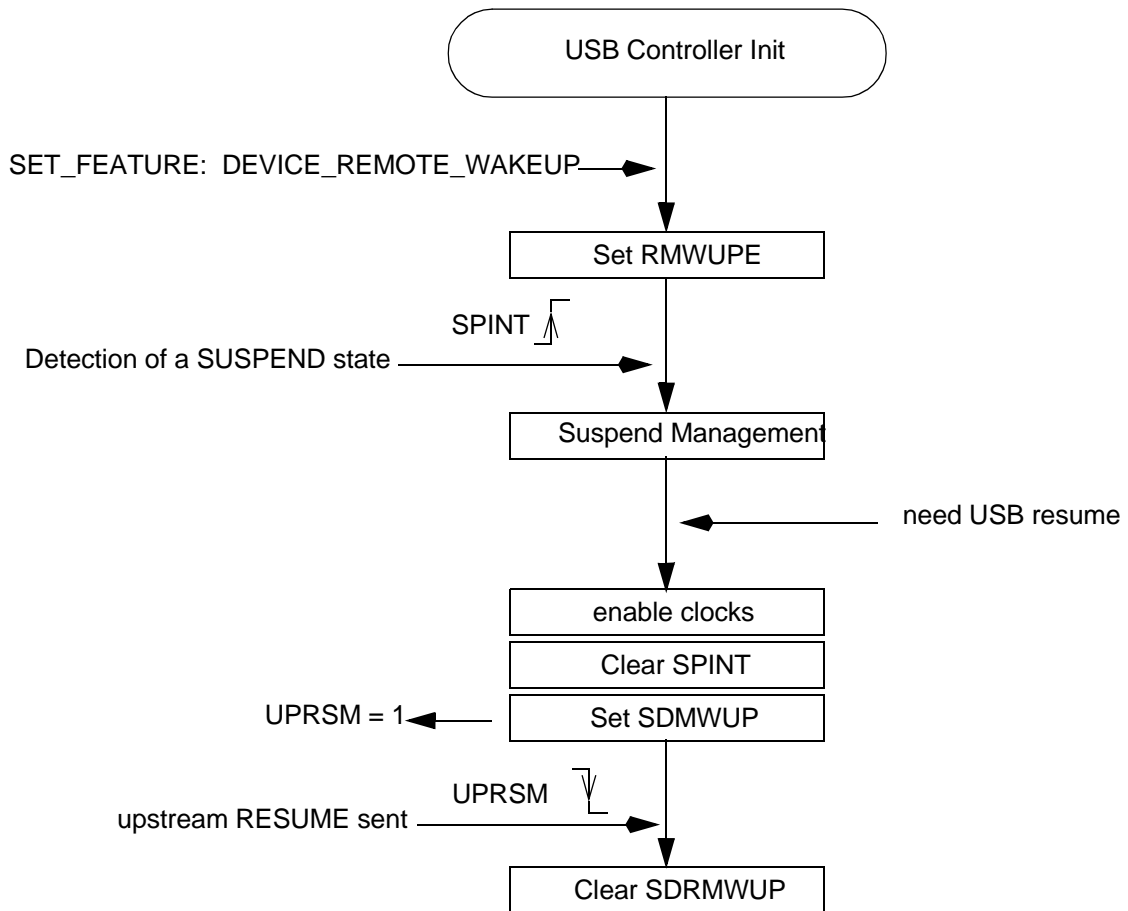 USB Controller Init
SET_FEATURE: DEVICE_REMOTE_WAKEUP
Set RMWUPE
SPINT
Detection of a SUSPEND state
Suspend Management
need USB resume
enable clocks
Clear SPINT
UPRSM = 1
Set SDMWUP
UPRSM
upstream RESUME sent
Clear SDRMWUP